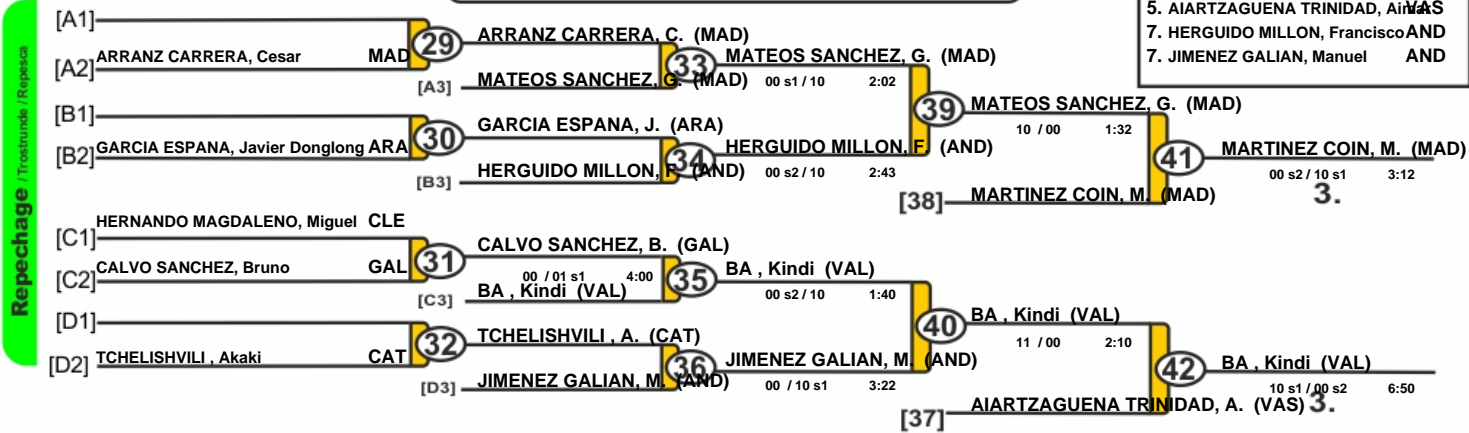 Repechage / Trostrunde / Repesca
5. AIARTZAGUENA TRINIDAD, Aimar VAS
7. HERGUIDO MILLON, Francisco AND
7. JIMENEZ GALIAN, Manuel AND
[A1]
[A2] ARRANZ CARRERA, Cesar MAD
29
ARRANZ CARRERA, C. (MAD)
[A3] MATEOS SANCHEZ, G. (MAD)
33
MATEOS SANCHEZ, G. (MAD)
00 s1 / 10 2:02
[B1]
[B2] GARCIA ESPANA, Javier Donglong ARA
30
GARCIA ESPANA, J. (ARA)
[B3] HERGUIDO MILLON, F. (AND)
34
HERGUIDO MILLON, F. (AND)
00 s2 / 10 2:43
39
MATEOS SANCHEZ, G. (MAD)
10 / 00 1:32
[38] MARTINEZ COIN, M. (MAD)
41
MARTINEZ COIN, M. (MAD)
00 s2 / 10 s1 3:12
3.
[C1] HERNANDO MAGDALENO, Miguel CLE
[C2] CALVO SANCHEZ, Bruno GAL
31
CALVO SANCHEZ, B. (GAL)
00 / 01 s1 4:00
[C3] BA , Kindi (VAL)
35
BA , Kindi (VAL)
00 s2 / 10 1:40
[D1]
[D2] TCHELISHVILI , Akaki CAT
32
TCHELISHVILI , A. (CAT)
[D3] JIMENEZ GALIAN, M. (AND)
36
JIMENEZ GALIAN, M. (AND)
00 / 10 s1 3:22
40
BA , Kindi (VAL)
11 / 00 2:10
[37] AIARTZAGUENA TRINIDAD, A. (VAS)
42
BA , Kindi (VAL)
10 s1 / 00 s2 6:50
3.